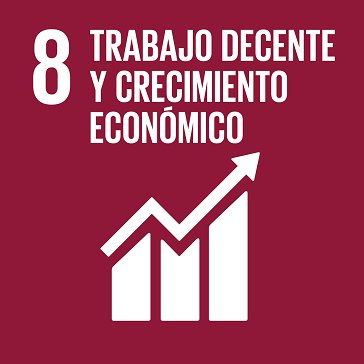 8 TRABAJO DECENTE
Y CRECIMIENTO
ECONÓMICO